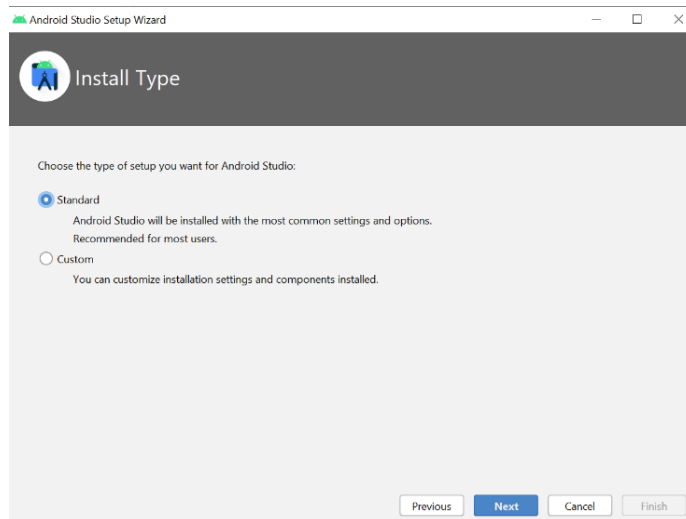 Android Studio Setup Wizard
Install Type
Choose the type of setup you want for Android Studio:
Standard
Android Studio will be installed with the most common settings and options.
Recommended for most users.
Custom
You can customize installation settings and components installed.
Previous Next Cancel Finish